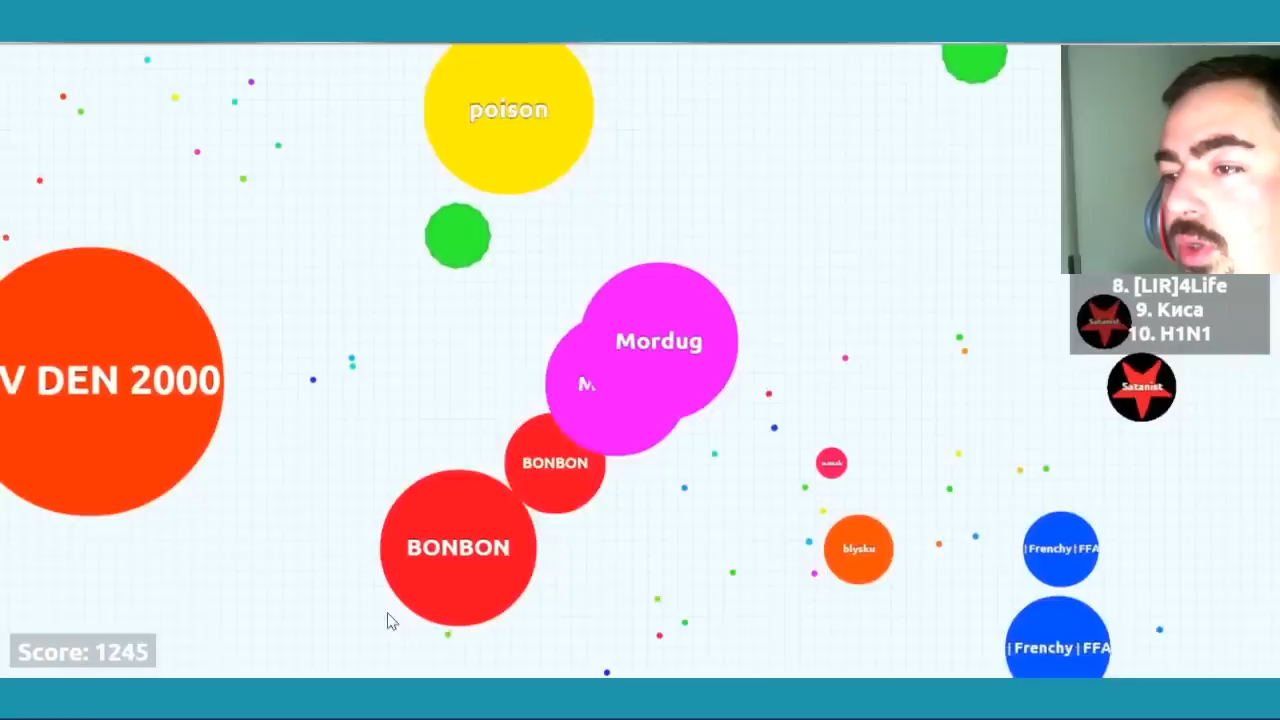 poison
8. [LIR]4Life
9. Киса
10. H1N1
Satanist
Satanist
V DEN 2000
Mordug
M
BONBON
BONBON
blysku
|Frenchy|FFA
|Frenchy|FFA
Score: 1245